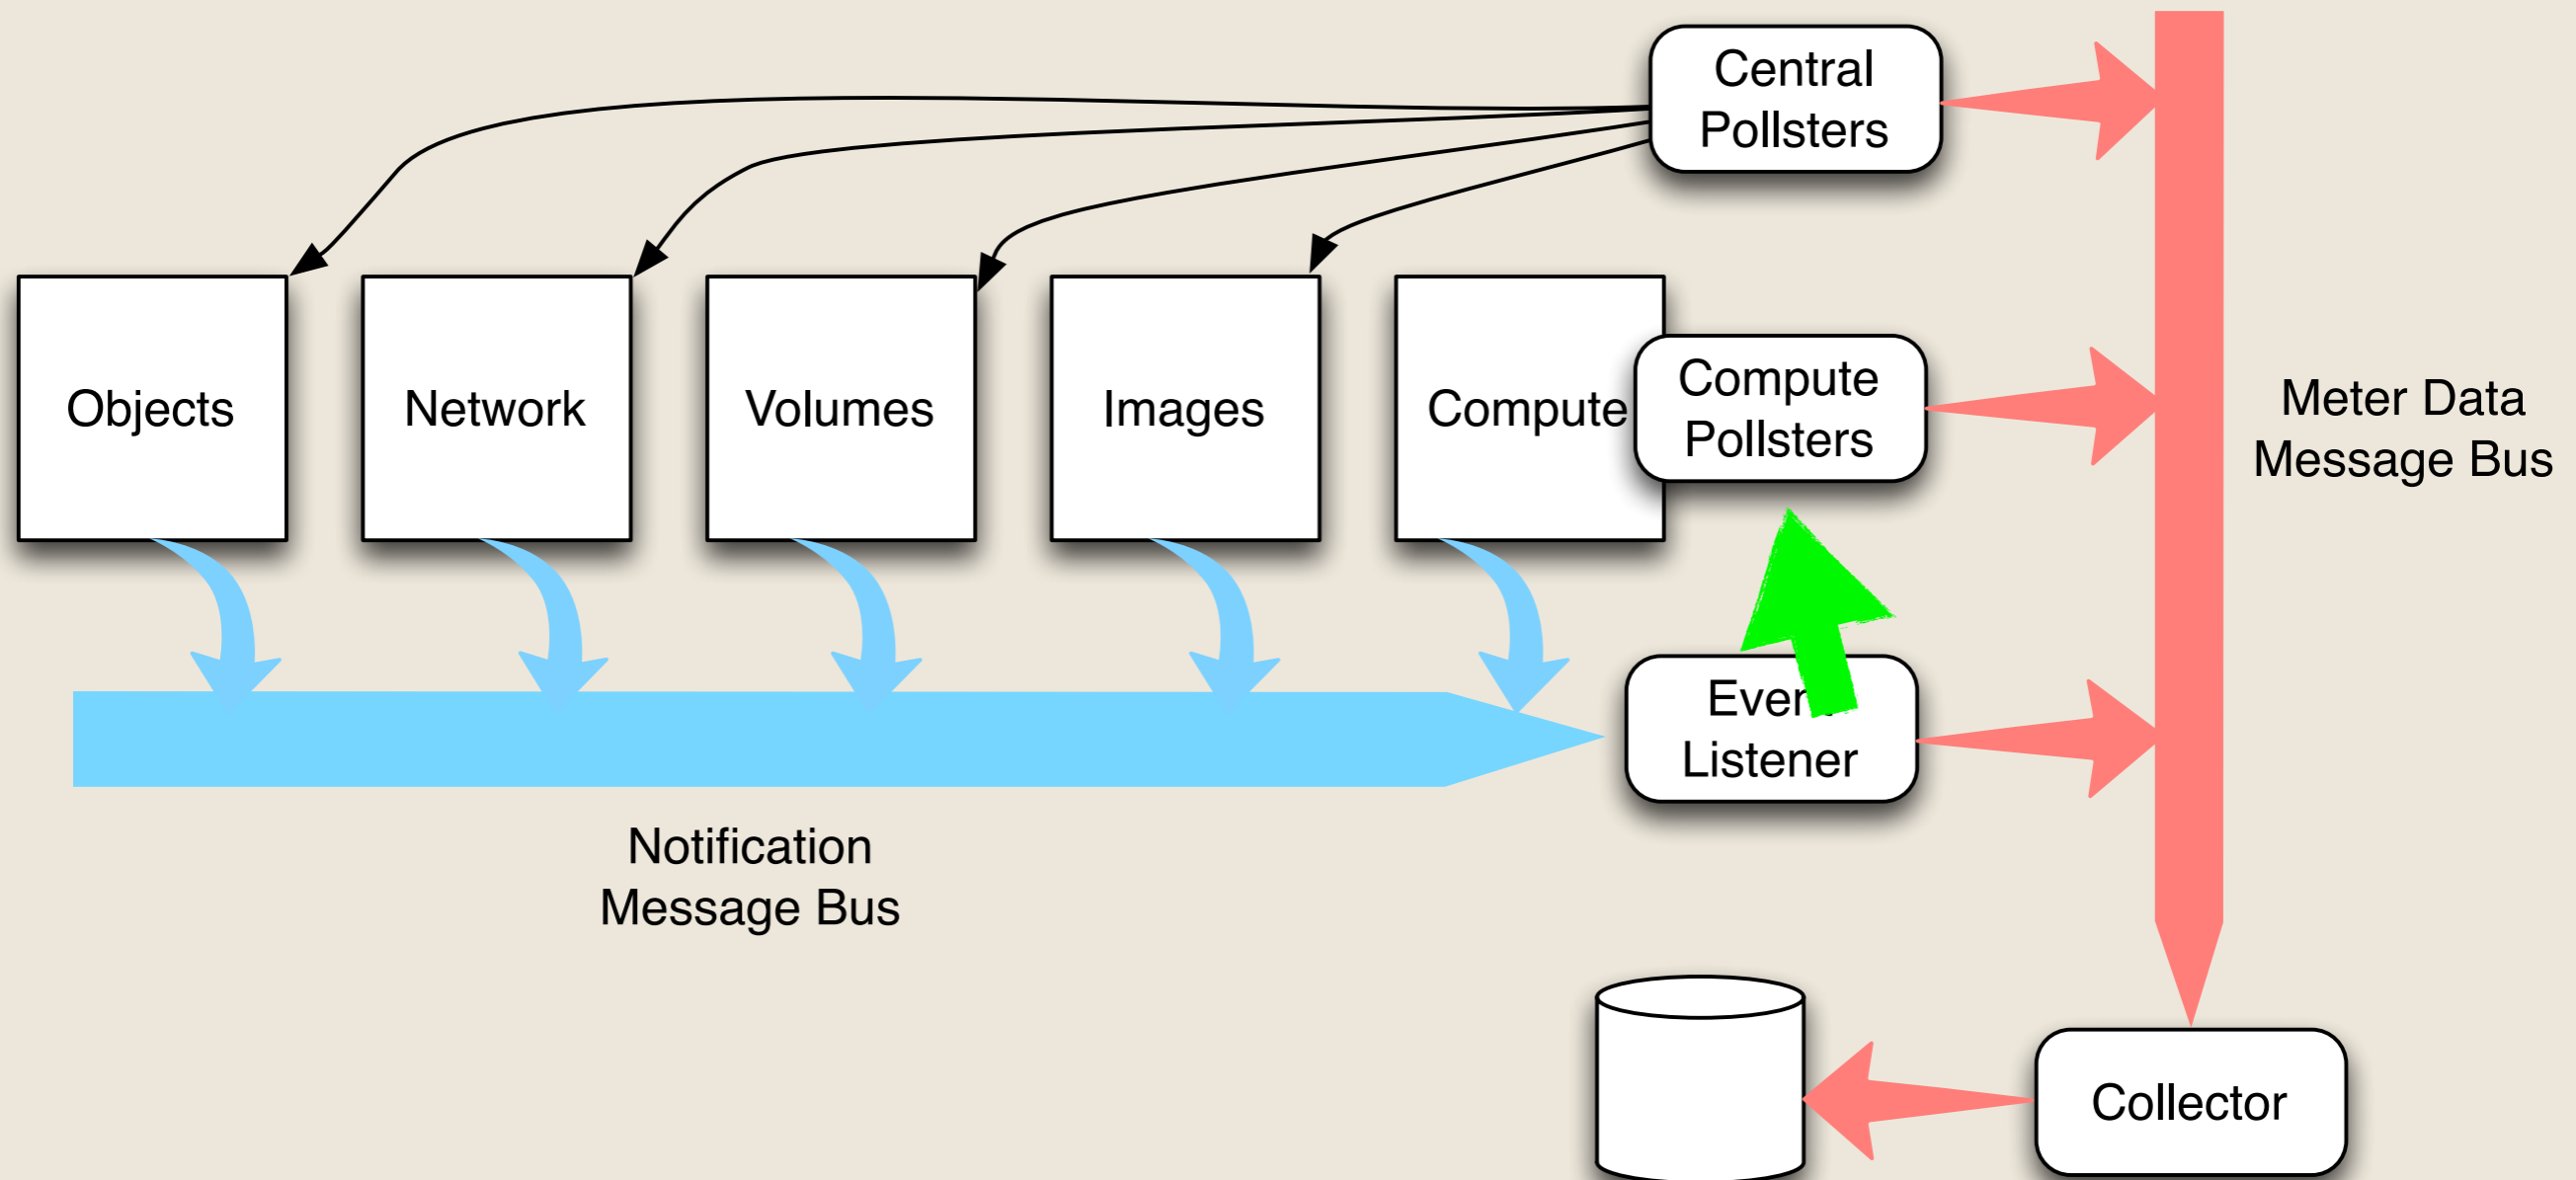 Central
Pollsters
Objects
Network
Volumes
Images
Compute
Compute
Pollsters
Meter Data
Message Bus
Listener
Notification
Message Bus
Collector